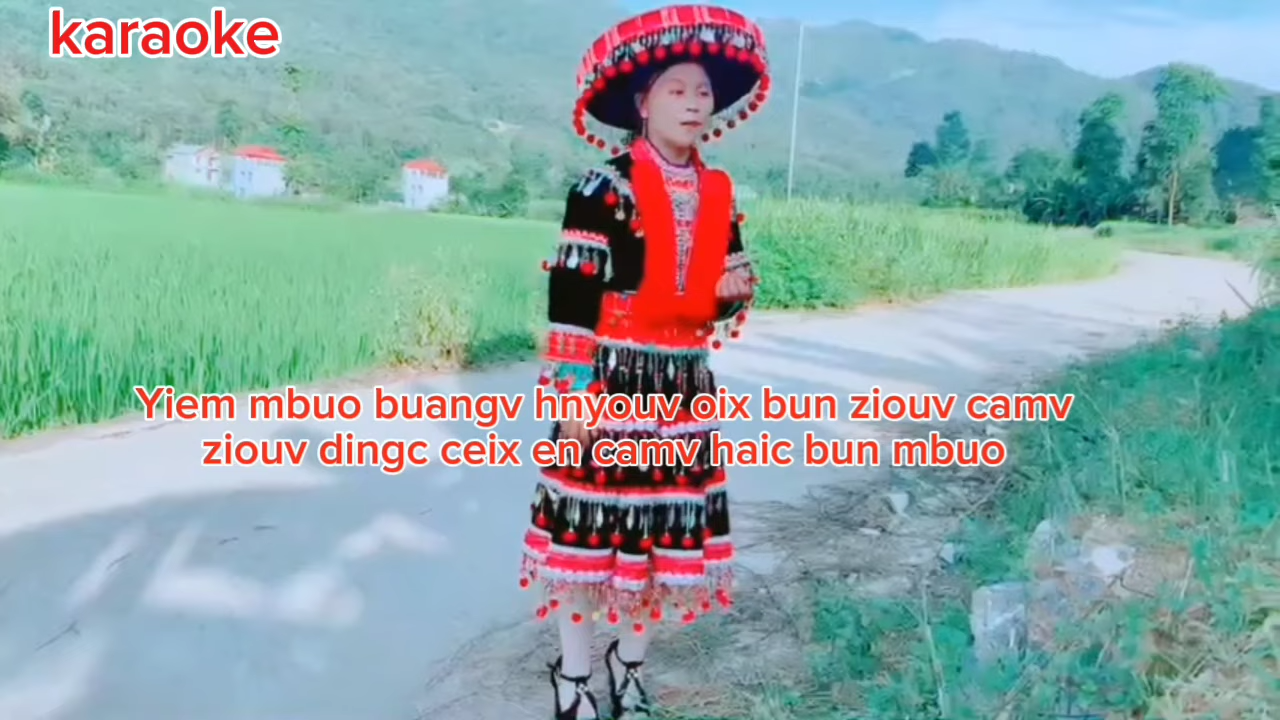 karaoke
Yiem mbuo buangv hnyouv oix bun ziouv camv
ziouv dingc ceix en camv haic bun mbuo